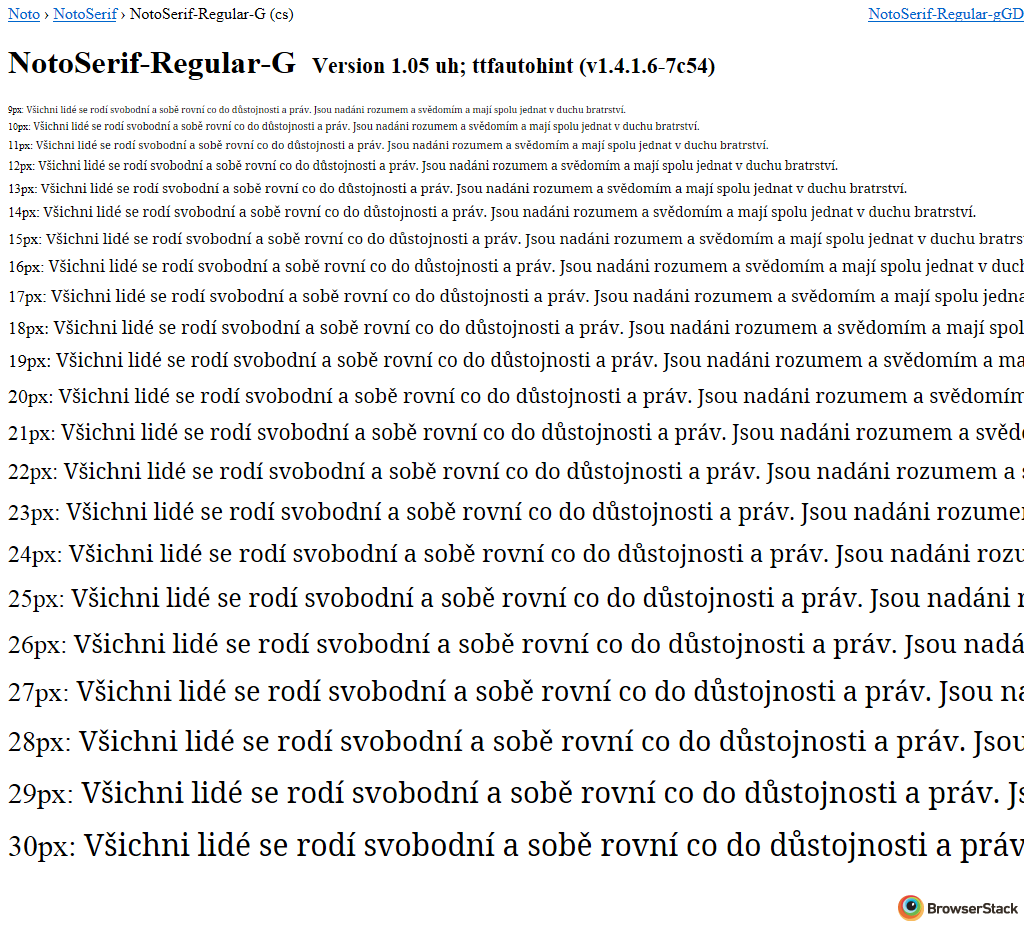 Noto › NotoSerif › NotoSerif-Regular-G (cs) NotoSerif-Regular-gGD
NotoSerif-Regular-G Version 1.05 uh; ttfautohint (v1.4.1.6-7c54)
9px: Všichni lidé se rodí svobodní a sobě rovní co do důstojnosti a práv. Jsou nadáni rozumem a svědomím a mají spolu jednat v duchu bratrství.
10px: Všichni lidé se rodí svobodní a sobě rovní co do důstojnosti a práv. Jsou nadáni rozumem a svědomím a mají spolu jednat v duchu bratrství.
11px: Všichni lidé se rodí svobodní a sobě rovní co do důstojnosti a práv. Jsou nadáni rozumem a svědomím a mají spolu jednat v duchu bratrství.
12px: Všichni lidé se rodí svobodní a sobě rovní co do důstojnosti a práv. Jsou nadáni rozumem a svědomím a mají spolu jednat v duchu bratrství.
13px: Všichni lidé se rodí svobodní a sobě rovní co do důstojnosti a práv. Jsou nadáni rozumem a svědomím a mají spolu jednat v duchu bratrství.
14px: Všichni lidé se rodí svobodní a sobě rovní co do důstojnosti a práv. Jsou nadáni rozumem a svědomím a mají spolu jednat v duchu bratrství.
15px: Všichni lidé se rodí svobodní a sobě rovní co do důstojnosti a práv. Jsou nadáni rozumem a svědomím a mají spolu jednat v duchu bratrs
16px: Všichni lidé se rodí svobodní a sobě rovní co do důstojnosti a práv. Jsou nadáni rozumem a svědomím a mají spolu jednat v duch
17px: Všichni lidé se rodí svobodní a sobě rovní co do důstojnosti a práv. Jsou nadáni rozumem a svědomím a mají spolu jedna
18px: Všichni lidé se rodí svobodní a sobě rovní co do důstojnosti a práv. Jsou nadáni rozumem a svědomím a mají spol
19px: Všichni lidé se rodí svobodní a sobě rovní co do důstojnosti a práv. Jsou nadáni rozumem a svědomím a ma
20px: Všichni lidé se rodí svobodní a sobě rovní co do důstojnosti a práv. Jsou nadáni rozumem a svědomím
21px: Všichni lidé se rodí svobodní a sobě rovní co do důstojnosti a práv. Jsou nadáni rozumem a svědo
22px: Všichni lidé se rodí svobodní a sobě rovní co do důstojnosti a práv. Jsou nadáni rozumem a s
23px: Všichni lidé se rodí svobodní a sobě rovní co do důstojnosti a práv. Jsou nadáni rozumem
24px: Všichni lidé se rodí svobodní a sobě rovní co do důstojnosti a práv. Jsou nadáni rozu
25px: Všichni lidé se rodí svobodní a sobě rovní co do důstojnosti a práv. Jsou nadáni r
26px: Všichni lidé se rodí svobodní a sobě rovní co do důstojnosti a práv. Jsou nadá
27px: Všichni lidé se rodí svobodní a sobě rovní co do důstojnosti a práv. Jsou na
28px: Všichni lidé se rodí svobodní a sobě rovní co do důstojnosti a práv. Jsou
29px: Všichni lidé se rodí svobodní a sobě rovní co do důstojnosti a práv. Js
30px: Všichni lidé se rodí svobodní a sobě rovní co do důstojnosti a práv
BrowserStack